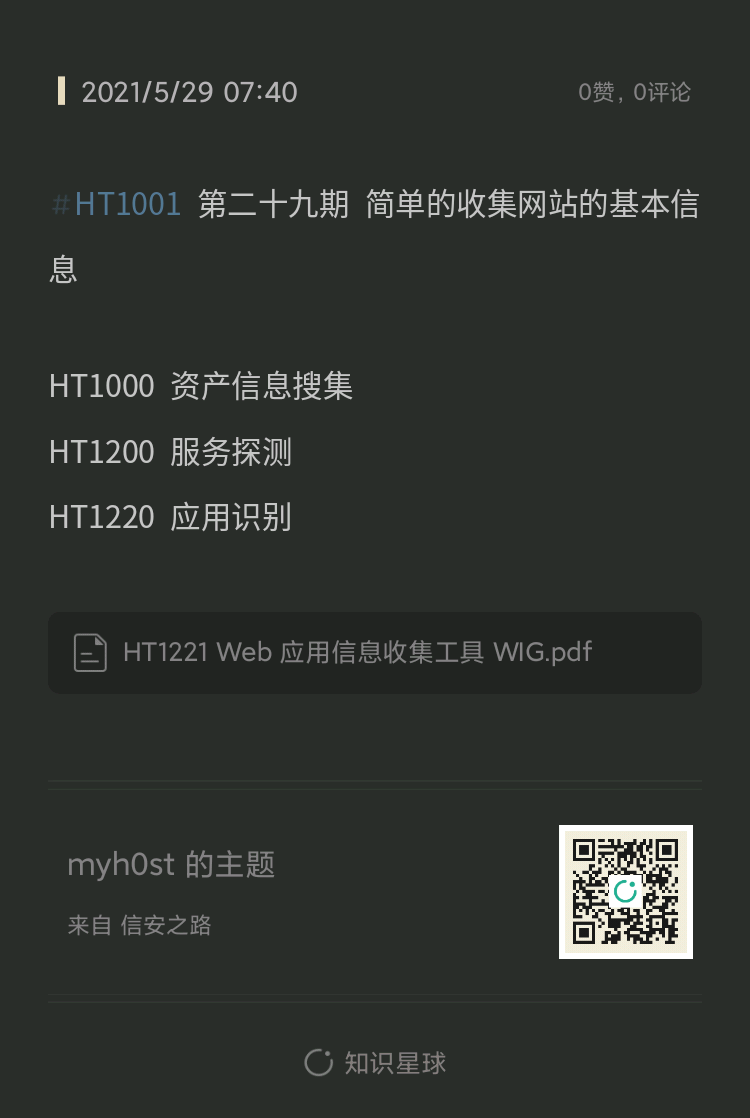 2021/5/29 07:40
0赞, 0评论
#HT1001 第二十九期 简单的收集网站的基本信
息
HT1000 资产信息搜集
HT1200 服务探测
HT1220 应用识别
HT1221 Web 应用信息收集工具 WIG.pdf
myh0st 的主题
来自 信安之路
知识星球